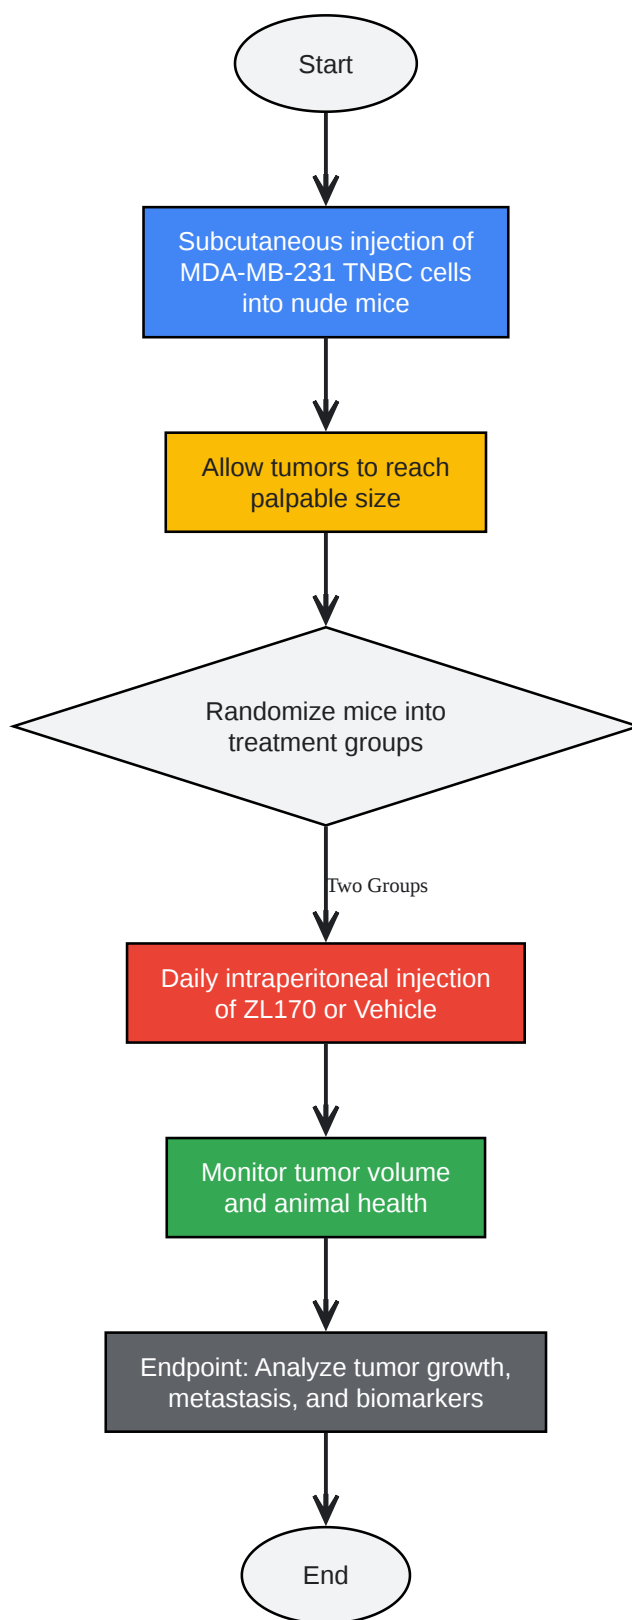 Start
Subcutaneous injection of
MDA-MB-231 TNBC cells
into nude mice
Allow tumors to reach
palpable size
Randomize mice into
treatment groups
Two Groups
Daily intraperitoneal injection
of ZL170 or Vehicle
Monitor tumor volume
and animal health
Endpoint: Analyze tumor growth,
metastasis, and biomarkers
End